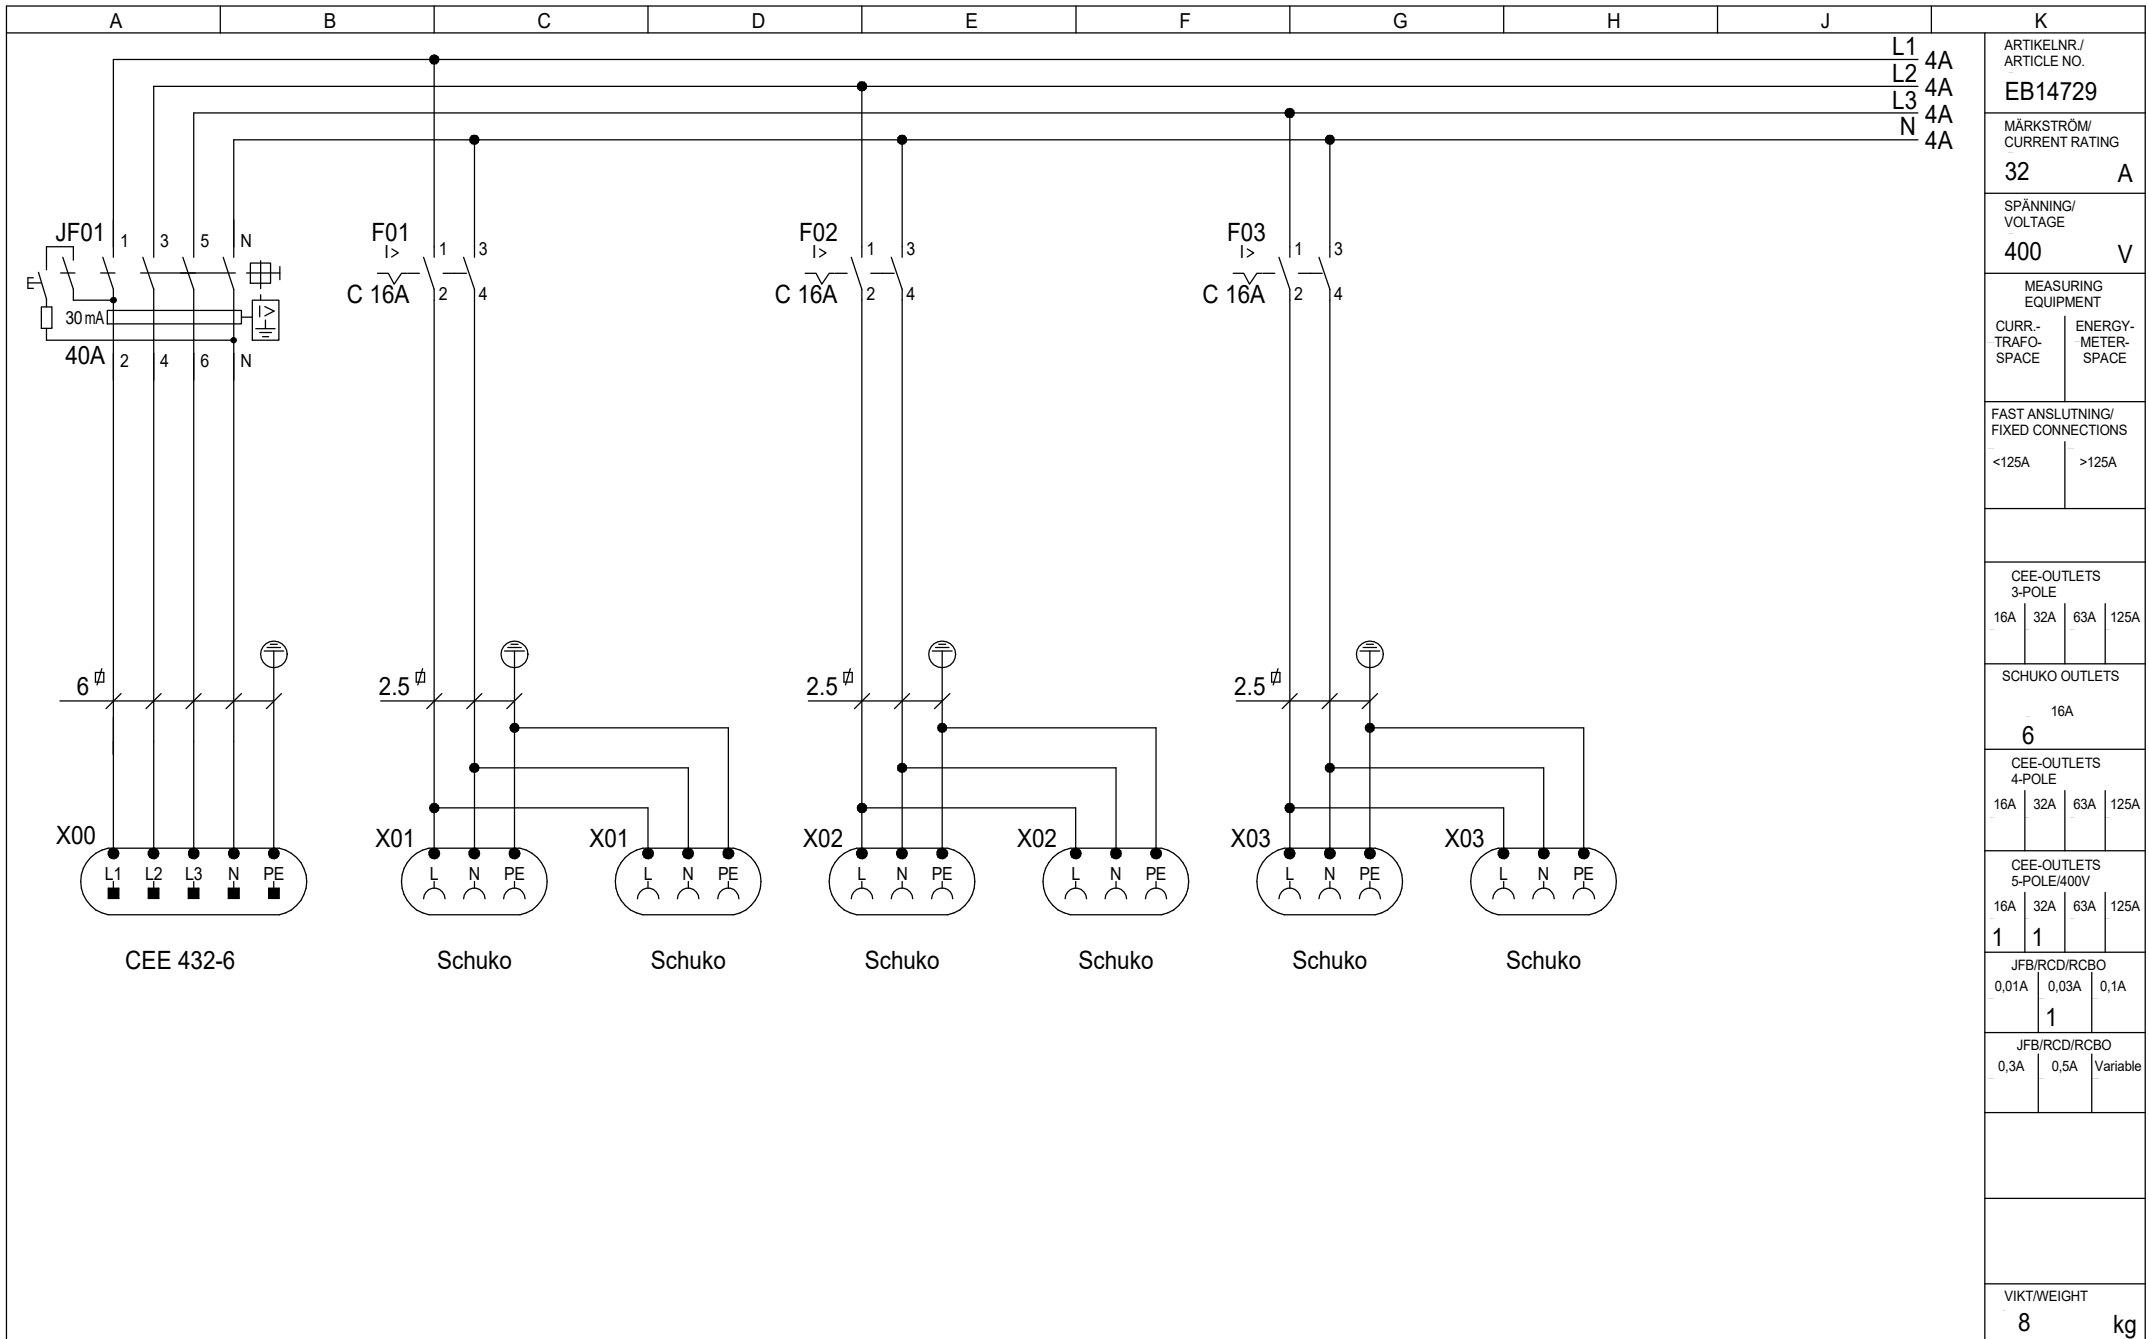 A B C D E F G H J K
L1 4A
L2 4A
L3 4A
N 4A
JF01 1 3 5 N
30 mA
I>
40A 2 4 6 N
F01
I>
1 3
C 16A 2 4
F02
I>
1 3
C 16A 2 4
F03
I>
1 3
C 16A 2 4
6
2.5
2.5
2.5
X00
L1 L2 L3 N PE
CEE 432-6
X01
L N PE
Schuko
X01
L N PE
Schuko
X02
L N PE
Schuko
X02
L N PE
Schuko
X03
L N PE
Schuko
X03
L N PE
Schuko
ARTIKELNR./
ARTICLE NO.
EB14729
MÄRKSTRÖM/
CURRENT RATING
32 A
SPÄNNING/
VOLTAGE
400 V
MEASURING
EQUIPMENT
CURR.-
TRAFO-
SPACE
ENERGY-
METER-
SPACE
FAST ANSLUTNING/
FIXED CONNECTIONS
<125A >125A
CEE-OUTLETS
3-POLE
16A 32A 63A 125A
SCHUKO OUTLETS
16A
6
CEE-OUTLETS
4-POLE
16A 32A 63A 125A
CEE-OUTLETS
5-POLE/400V
16A 32A 63A 125A
1 1
JFB/RCD/RCBO
0,01A 0,03A 0,1A
1
JFB/RCD/RCBO
0,3A 0,5A Variable
VIKT/WEIGHT
8 kg